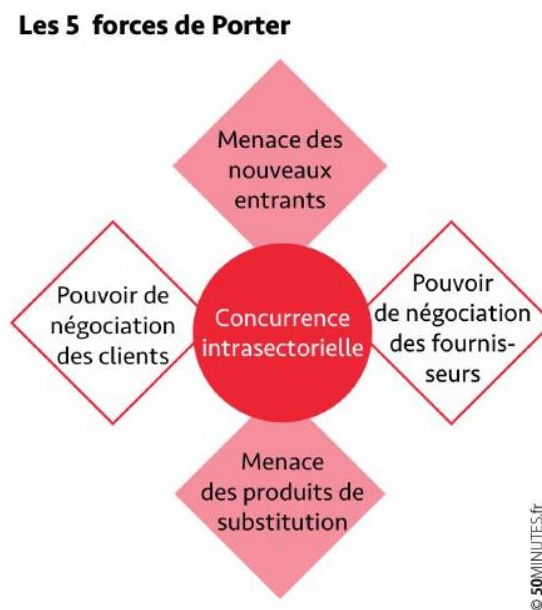 Les 5 forces de Porter
Menace des
nouveaux
entrants
Pouvoir de
négociation
des clients
Concurrence
intrasectorielle
Pouvoir
de négociation
des fournis-
seurs
Menace
des produits de
substitution
© 50MINUTES.fr